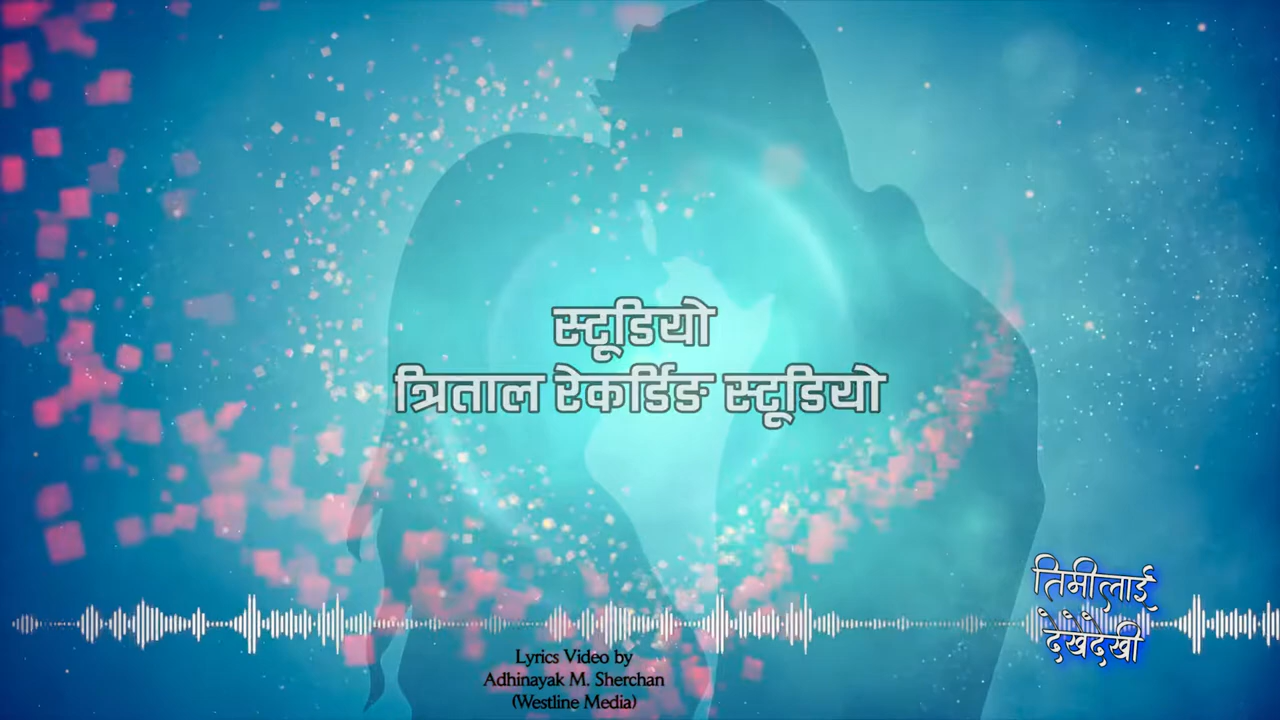 स्टूडियो
त्रिताल रेकर्डिङ स्टूडियो
तिमीलाई
देखेदेखी
Lyrics Video by
Adhinayak M. Sherchan
(Westline Media)